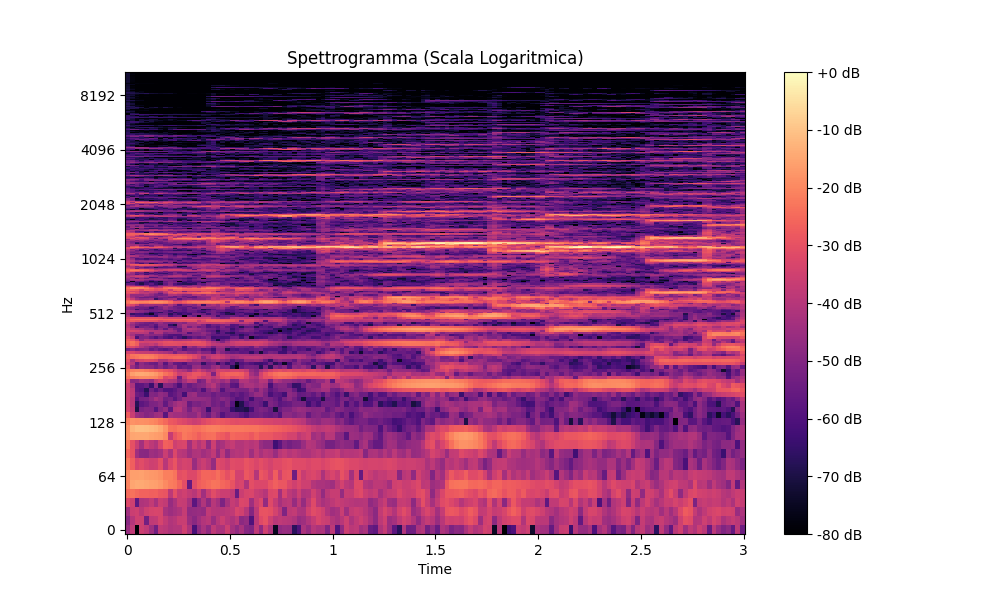 Spettrogramma (Scala Logaritmica)
Hz
8192
4096
2048
1024
512
256
128
64
0
0 0.5 1 1.5 2 2.5 3
Time
+0 dB
-10 dB
-20 dB
-30 dB
-40 dB
-50 dB
-60 dB
-70 dB
-80 dB